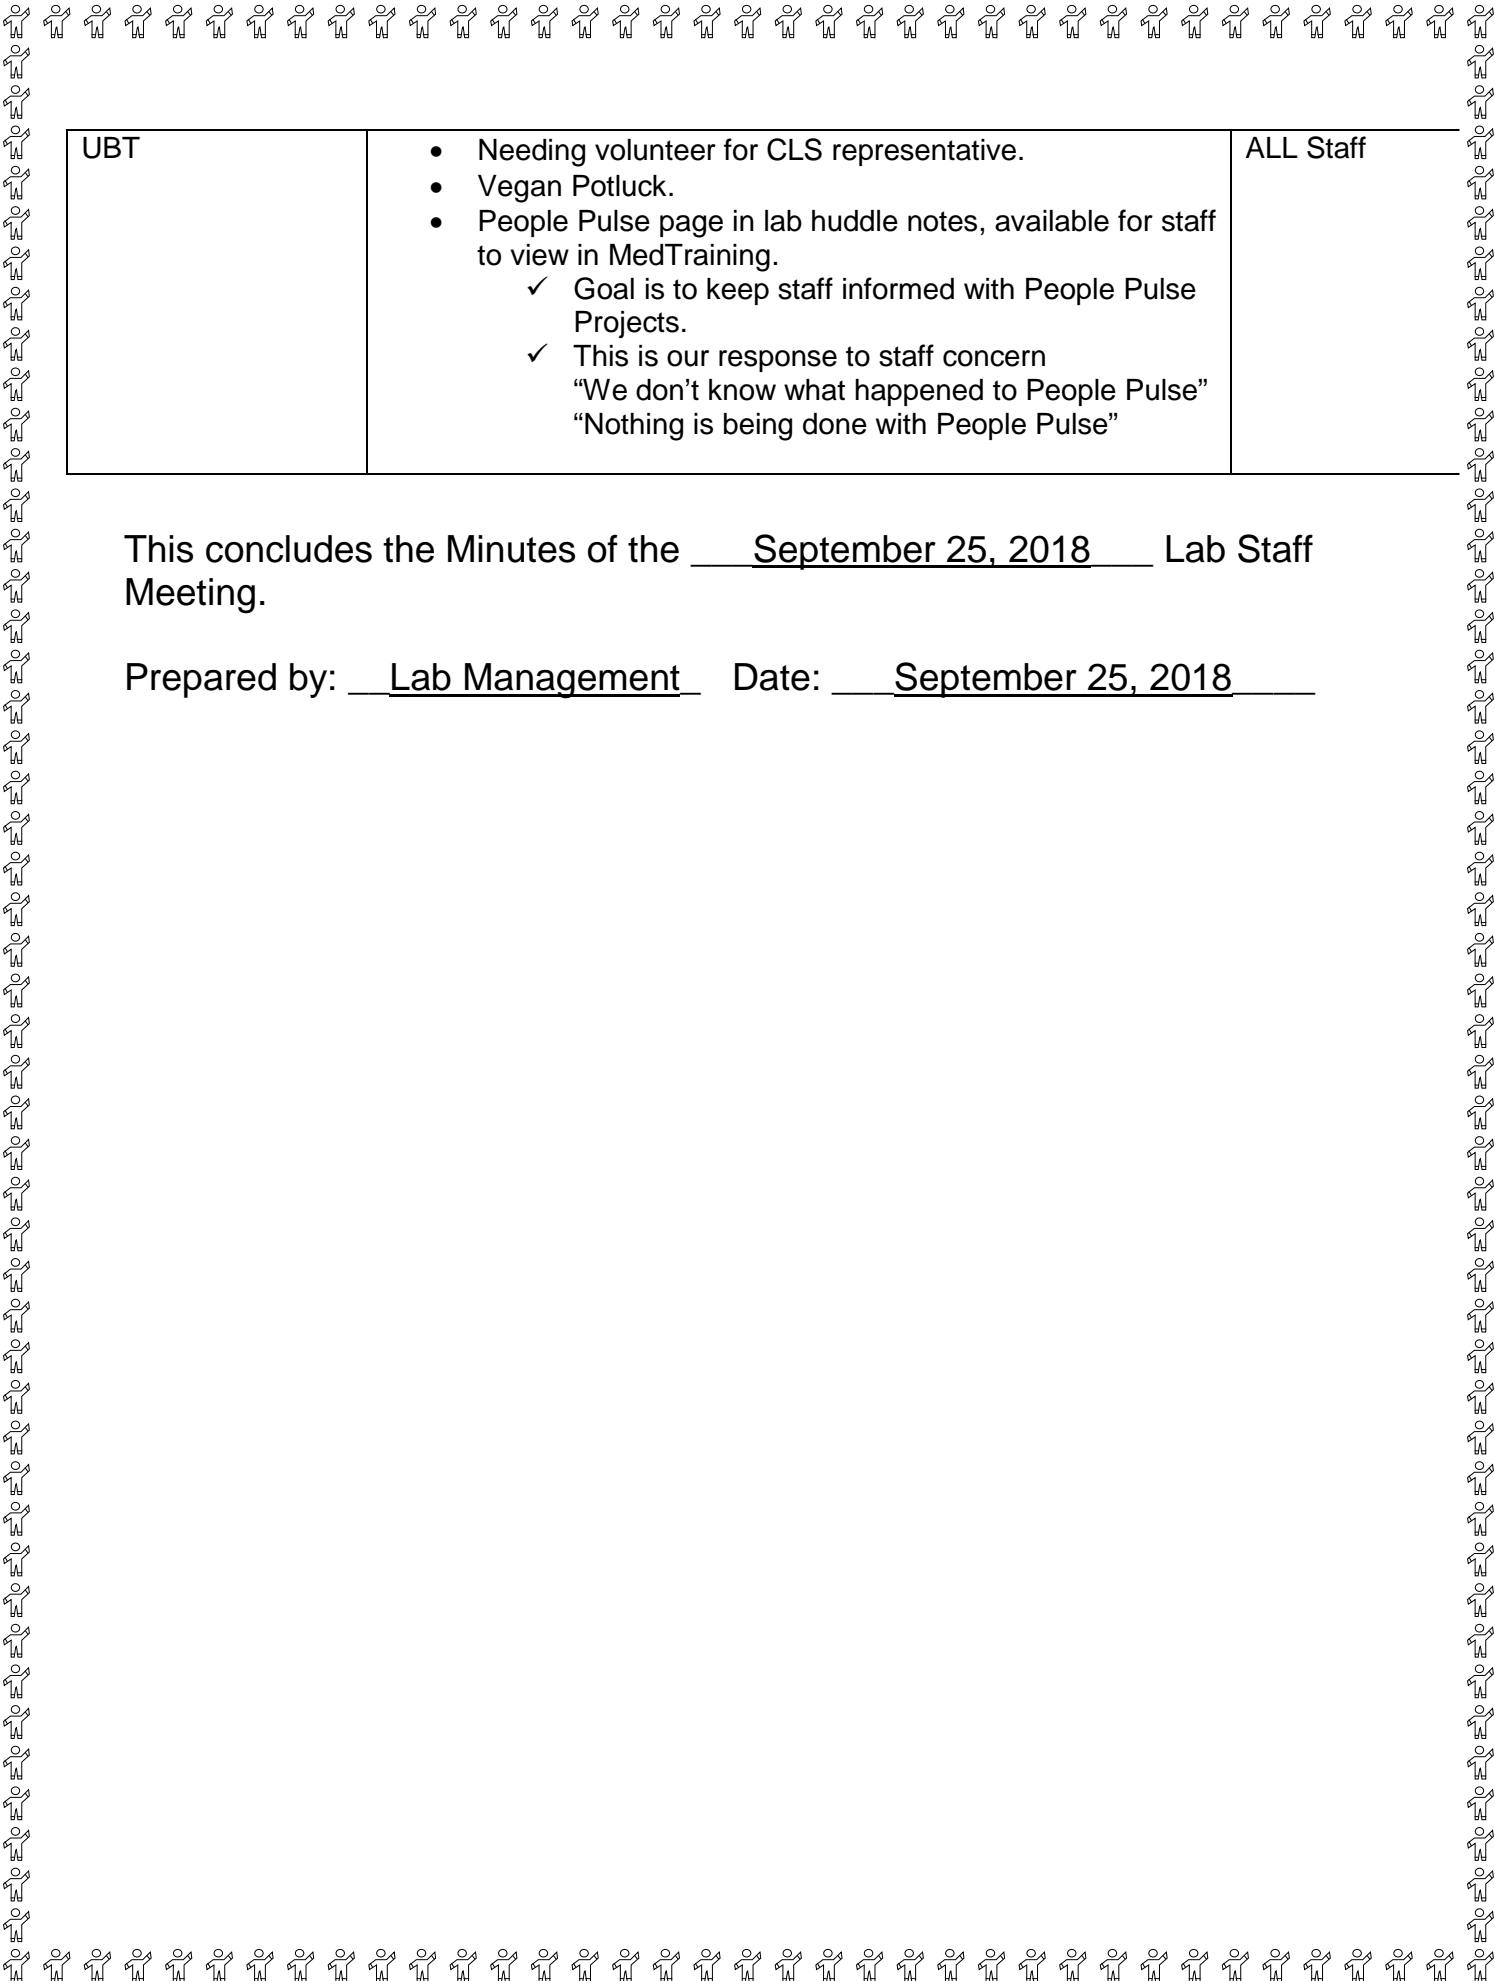 UBT
• Needing volunteer for CLS representative.
• Vegan Potluck.
• People Pulse page in lab huddle notes, available for staff
to view in MedTraining.
✓ Goal is to keep staff informed with People Pulse
Projects.
✓ This is our response to staff concern
“We don’t know what happened to People Pulse”
“Nothing is being done with People Pulse”
ALL Staff
This concludes the Minutes of the ___September 25, 2018___ Lab Staff
Meeting.
Prepared by: __Lab Management_ Date: ___September 25, 2018____